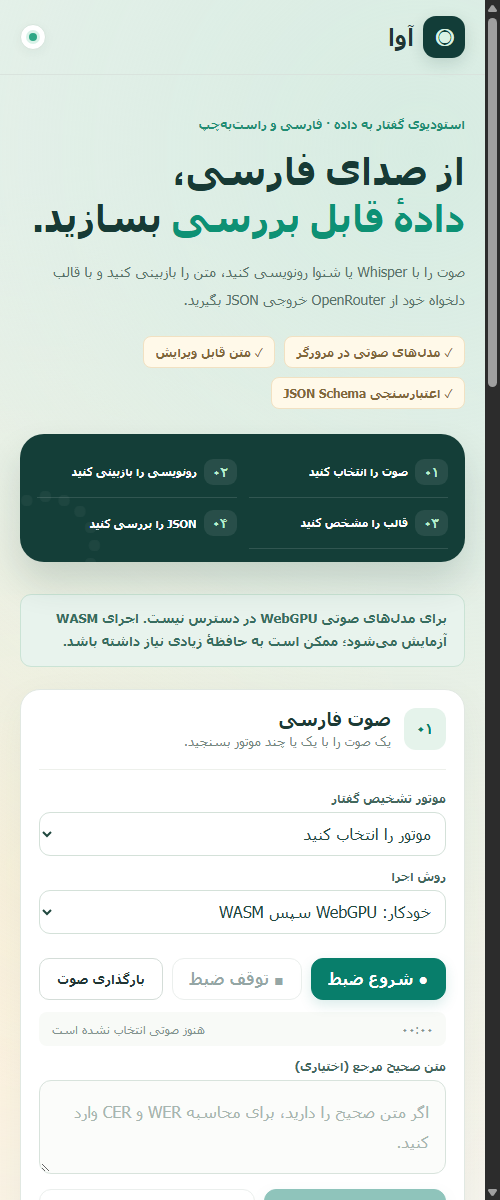 آوا
استودیوی گفتار به داده · فارسی و راست‌به‌چپ
از صدای فارسی،
دادهٔ قابل بررسی بسازید.
صوت را با Whisper یا شنوا رونویسی کنید، متن را بازبینی کنید و با قالب
دلخواه خود از OpenRouter خروجی JSON بگیرید.
✓ مدل‌های صوتی در مرورگر
✓ متن قابل ویرایش
✓ اعتبارسنجی JSON Schema
۰۱ صوت را انتخاب کنید
۰۲ رونویسی را بازبینی کنید
۰۳ قالب را مشخص کنید
۰۴ JSON را بررسی کنید
برای مدل‌های صوتی WebGPU در دسترس نیست. اجرای WASM
آزمایش می‌شود؛ ممکن است به حافظهٔ زیادی نیاز داشته باشد.
۰۱
صوت فارسی
یک صوت را با یک یا چند موتور بسنجید.
موتور تشخیص گفتار
موتور را انتخاب کنید
روش اجرا
خودکار: WebGPU سپس WASM
● شروع ضبط
■ توقف ضبط
بارگذاری صوت
۰۰:۰۰
هنوز صوتی انتخاب نشده است
متن صحیح مرجع (اختیاری)
اگر متن صحیح را دارید، برای محاسبه WER و CER وارد
کنید.